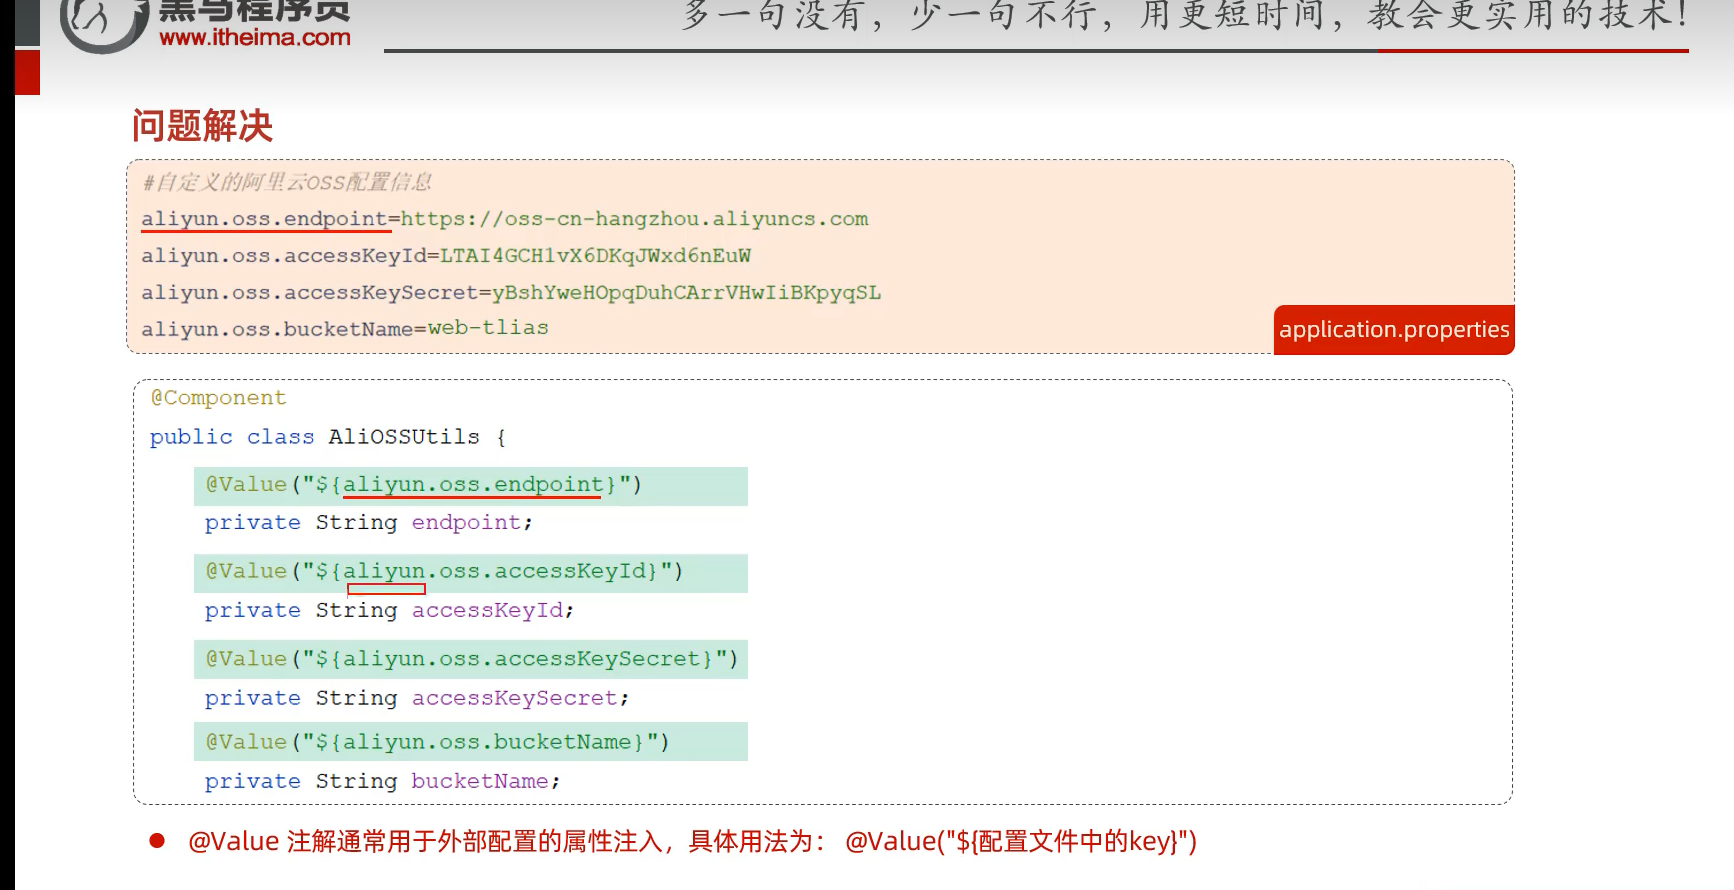 黑马程序员
www.itheima.com
多一句没有，少一句不行，用更短时间，教会更实用的技术！
问题解决
#自定义的阿里云OSS配置信息
aliyun.oss.endpoint=https://oss-cn-hangzhou.aliyuncs.com
aliyun.oss.accessKeyId=LTAI4GCH1vX6DKqJWxd6nEuW
aliyun.oss.accessKeySecret=yBshYweHOpqDuhCArrVHwIiBKpyqSL
aliyun.oss.bucketName=web-tlias
application.properties
@Component
public class AliOSSUtils {
@Value("${aliyun.oss.endpoint}")
private String endpoint;
@Value("${aliyun.oss.accessKeyId}")
private String accessKeyId;
@Value("${aliyun.oss.accessKeySecret}")
private String accessKeySecret;
@Value("${aliyun.oss.bucketName}")
private String bucketName;
● @Value 注解通常用于外部配置的属性注入，具体用法为： @Value("${配置文件中的key}")